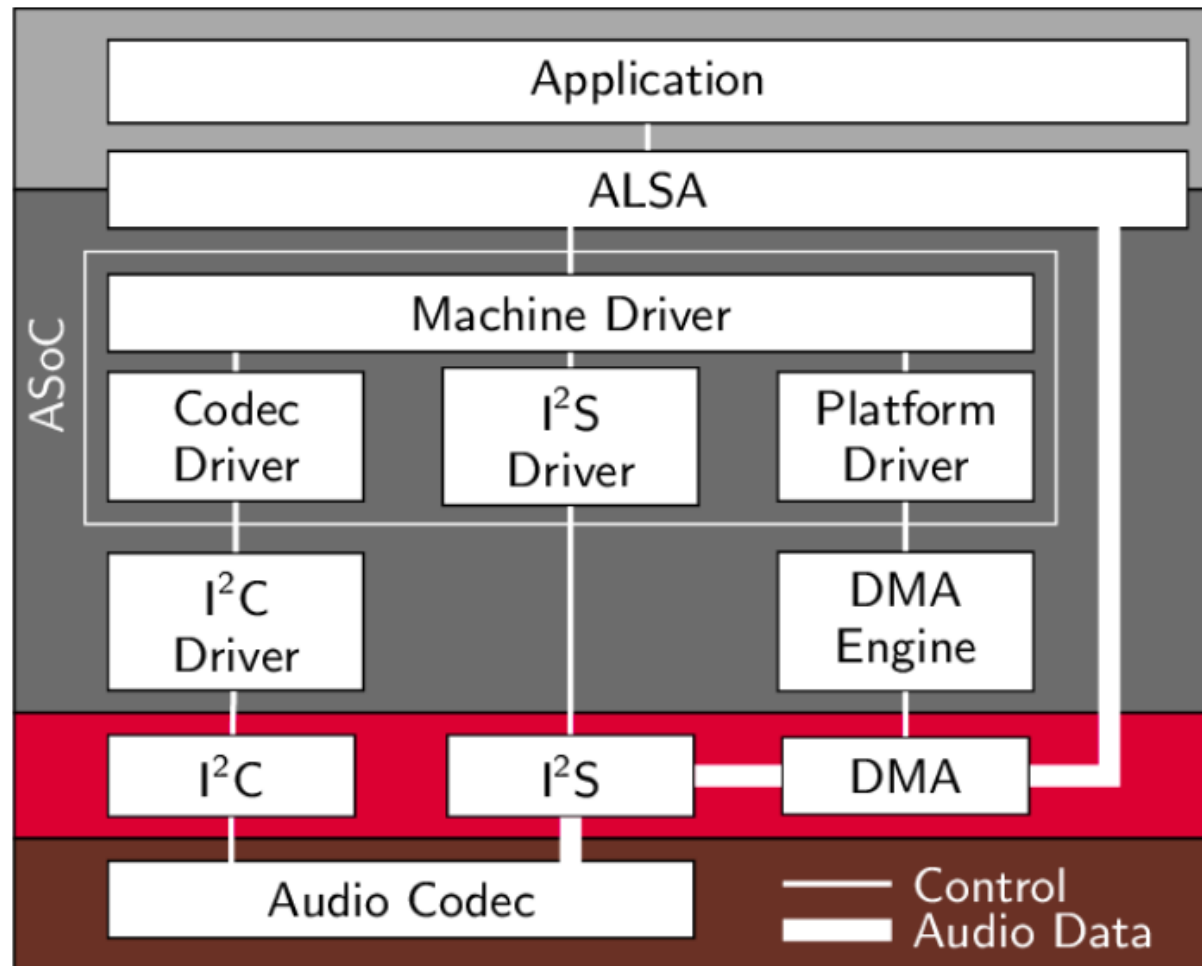 Application
ALSA
ASoC
Machine Driver
Codec
Driver
I²S
Driver
Platform
Driver
I²C
Driver
DMA
Engine
I²C
I²S
DMA
Audio Codec
Control
Audio Data